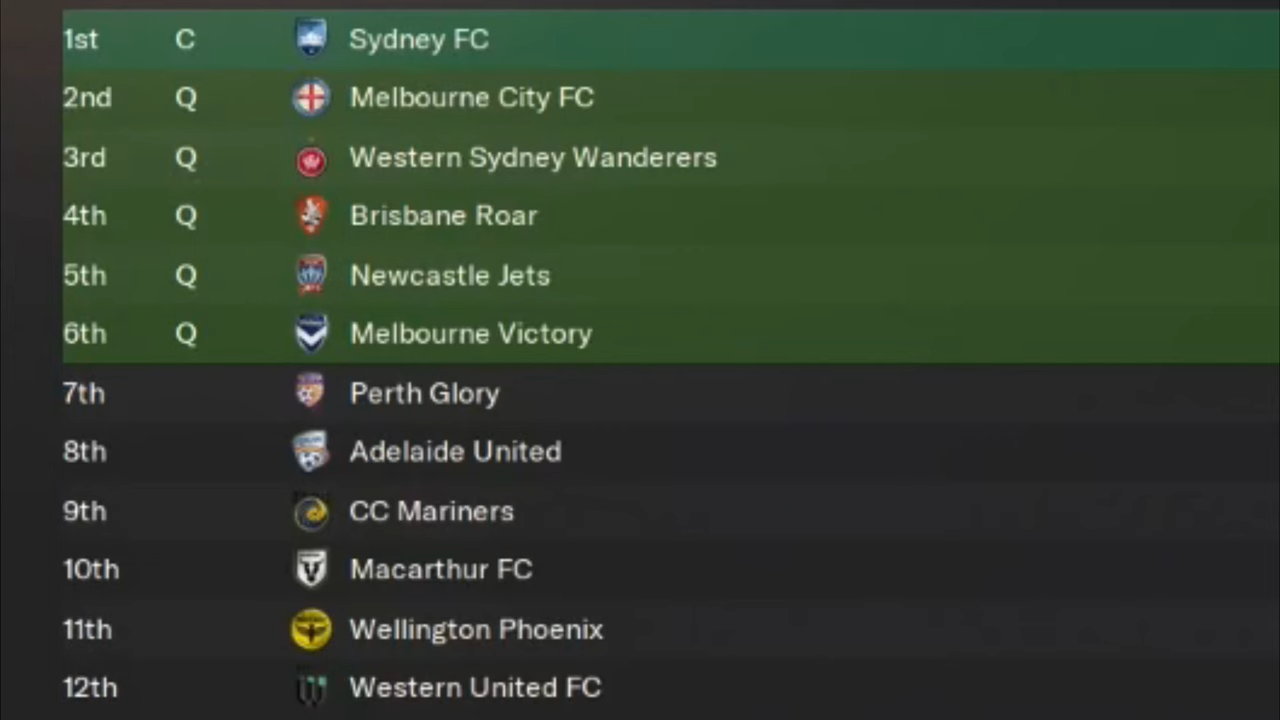 1st C Sydney FC
2nd Q Melbourne City FC
3rd Q Western Sydney Wanderers
4th Q Brisbane Roar
5th Q Newcastle Jets
6th Q Melbourne Victory
7th Perth Glory
8th Adelaide United
9th CC Mariners
10th Macarthur FC
11th Wellington Phoenix
12th Western United FC